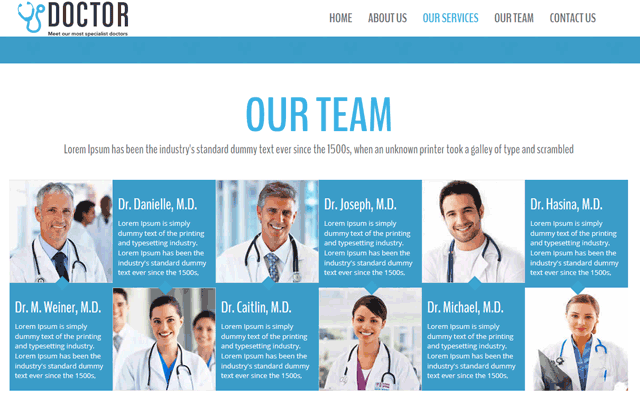 DOCTOR
Meet our most specialist doctors
HOME ABOUT US OUR SERVICES OUR TEAM CONTACT US
OUR TEAM
Lorem Ipsum has been the industry's standard dummy text ever since the 1500s, when an unknown printer took a galley of type and scrambled
Dr. Danielle, M.D.
Lorem Ipsum is simply
dummy text of the printing
and typesetting industry.
Lorem Ipsum has been the
industry's standard dummy
text ever since the 1500s,
Dr. Joseph, M.D.
Lorem Ipsum is simply
dummy text of the printing
and typesetting industry.
Lorem Ipsum has been the
industry's standard dummy
text ever since the 1500s,
Dr. Hasina, M.D.
Lorem Ipsum is simply
dummy text of the printing
and typesetting industry.
Lorem Ipsum has been the
industry's standard dummy
text ever since the 1500s,
Dr. M. Weiner, M.D.
Lorem Ipsum is simply
dummy text of the printing
and typesetting industry.
Lorem Ipsum has been the
industry's standard dummy
text ever since the 1500s,
Dr. Caitlin, M.D.
Lorem Ipsum is simply
dummy text of the printing
and typesetting industry.
Lorem Ipsum has been the
industry's standard dummy
text ever since the 1500s,
Dr. Michael, M.D.
Lorem Ipsum is simply
dummy text of the printing
and typesetting industry.
Lorem Ipsum has been the
industry's standard dummy
text ever since the 1500s,